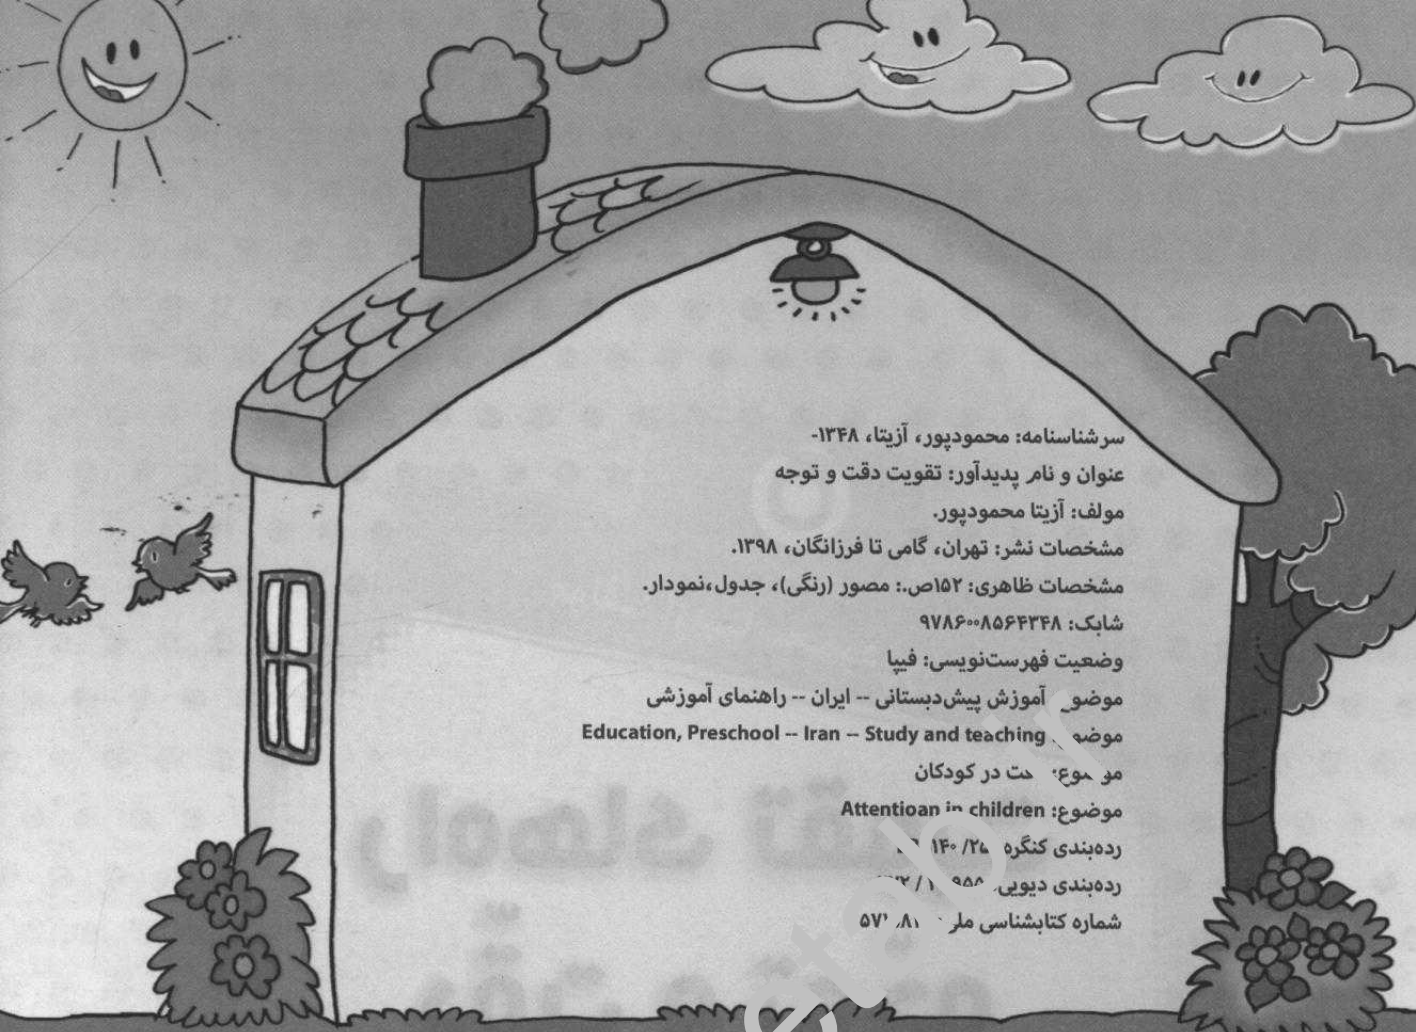 سرشناسنامه: محمودپور، آزیتا، ۱۳۴۸-
عنوان و نام پدیدآور: تقویت دقت و توجه
مولف: آزیتا محمودپور.
مشخصات نشر: تهران، گامی تا فرزانگان، ۱۳۹۸.
مشخصات ظاهری: ۱۵۲ص.: مصور (رنگی)، جدول،نمودار.
شابک: ۹۷۸۶۰۰۸۵۶۴۳۴۸
وضعیت فهرست‌نویسی: فیپا
آموزش پیش‌دبستانی -- ایران -- راهنمای آموزشی
Education, Preschool -- Iran -- Study and teaching
در کودکان
موضوع: Attentioan in children
رده‌بندی کنگره
رده‌بندی دیویی
شماره کتابشناسی